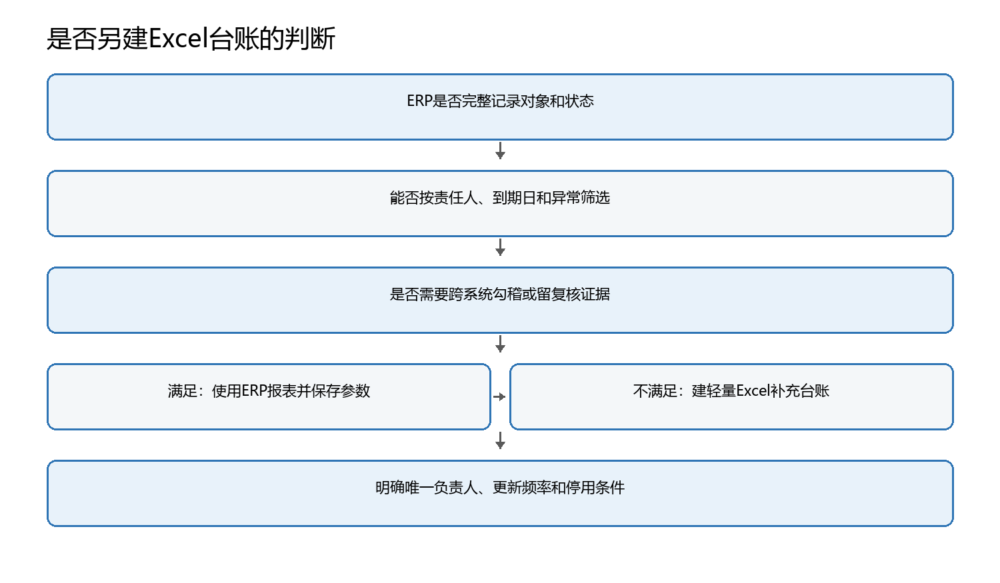 是否另建Excel台账的判断
ERP是否完整记录对象和状态
能否按责任人、到期日和异常筛选
是否需要跨系统勾稽或留复核证据
满足：使用ERP报表并保存参数
不满足：建轻量Excel补充台账
明确唯一负责人、更新频率和停用条件